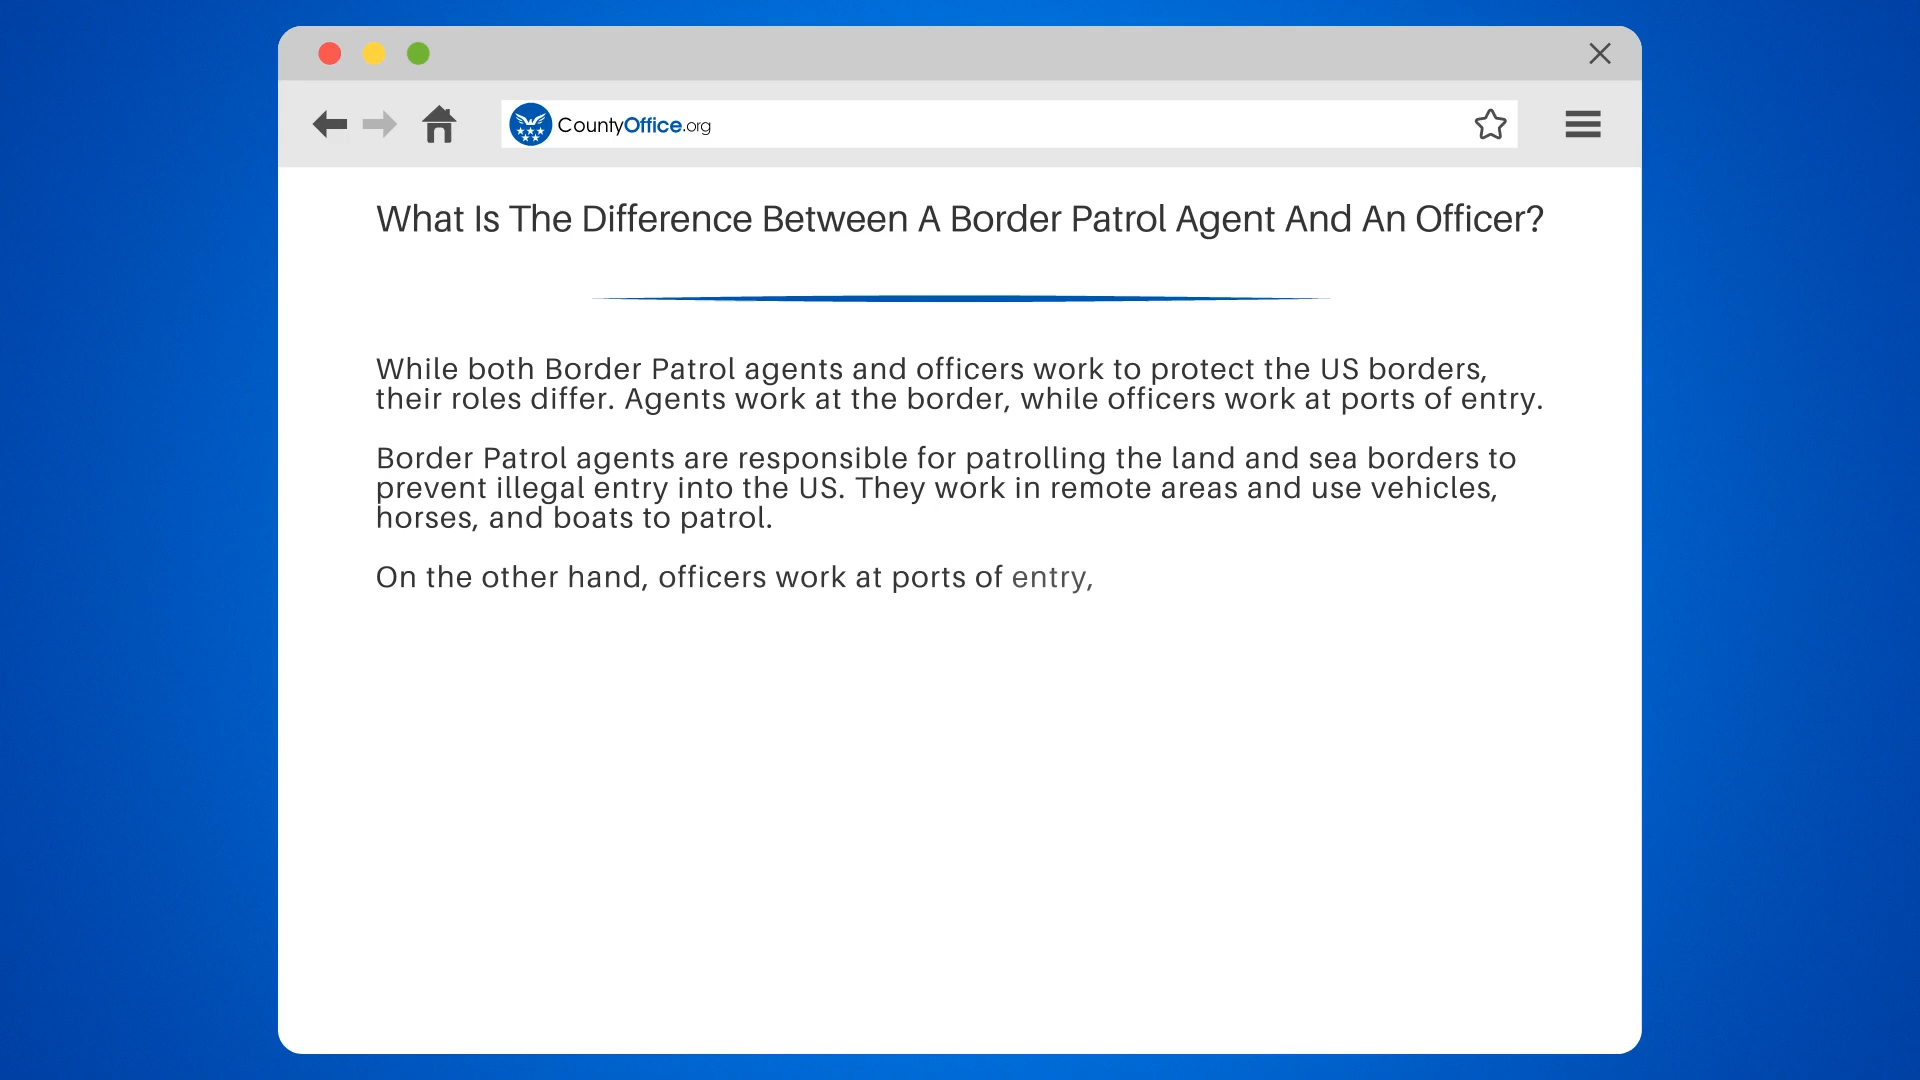 CountyOffice.org
What Is The Difference Between A Border Patrol Agent And An Officer?
While both Border Patrol agents and officers work to protect the US borders,
their roles differ. Agents work at the border, while officers work at ports of entry.
Border Patrol agents are responsible for patrolling the land and sea borders to
prevent illegal entry into the US. They work in remote areas and use vehicles,
horses, and boats to patrol.
On the other hand, officers work at ports of entry,